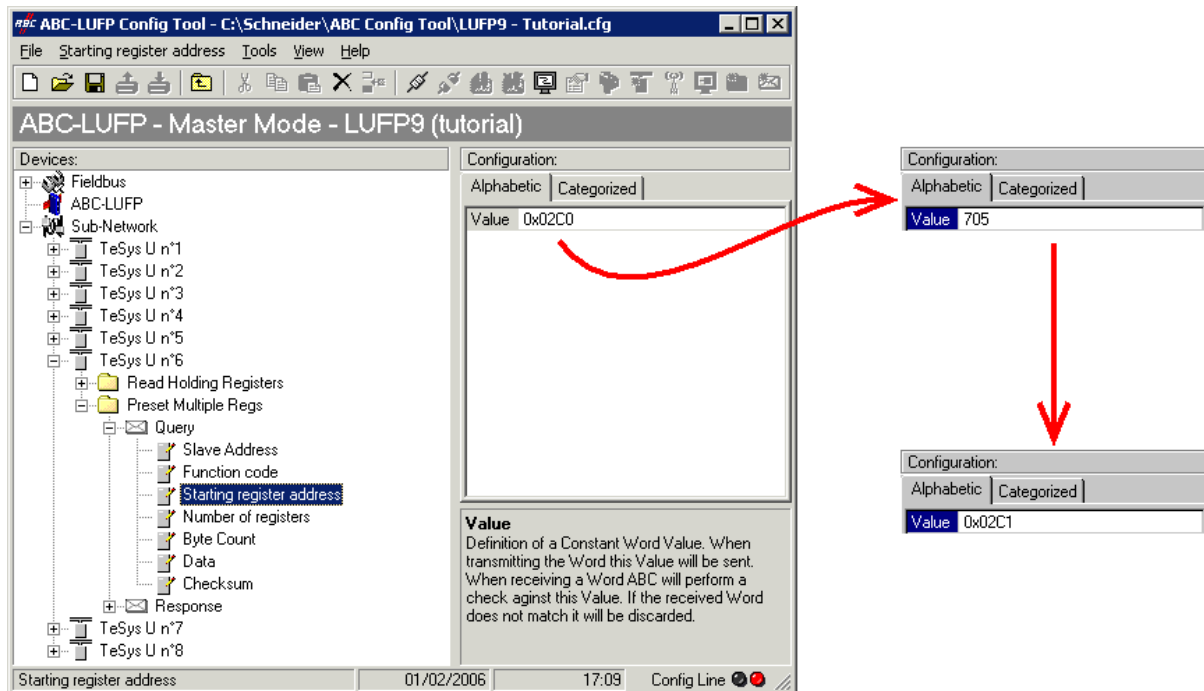 ABC-LUFP Config Tool - C:\Schneider\ABC Config Tool\LUFP9 - Tutorial.cfg
File Starting register address Tools View Help
ABC-LUFP - Master Mode - LUFP9 (tutorial)
Devices:
Fieldbus
ABC-LUFP
Sub-Network
TeSys U n°1
TeSys U n°2
TeSys U n°3
TeSys U n°4
TeSys U n°5
TeSys U n°6
Read Holding Registers
Preset Multiple Regs
Query
Slave Address
Function code
Starting register address
Number of registers
Byte Count
Data
Checksum
Response
TeSys U n°7
TeSys U n°8
Configuration:
Alphabetic Categorized
Value 0x02C0
Value
Definition of a Constant Word Value. When
transmitting the Word this Value will be sent.
When receiving a Word ABC will perform a
check aginst this Value. If the received Word
does not match it will be discarded.
Starting register address 01/02/2006 17:09 Config Line
Configuration:
Alphabetic Categorized
Value 705
Configuration:
Alphabetic Categorized
Value 0x02C1